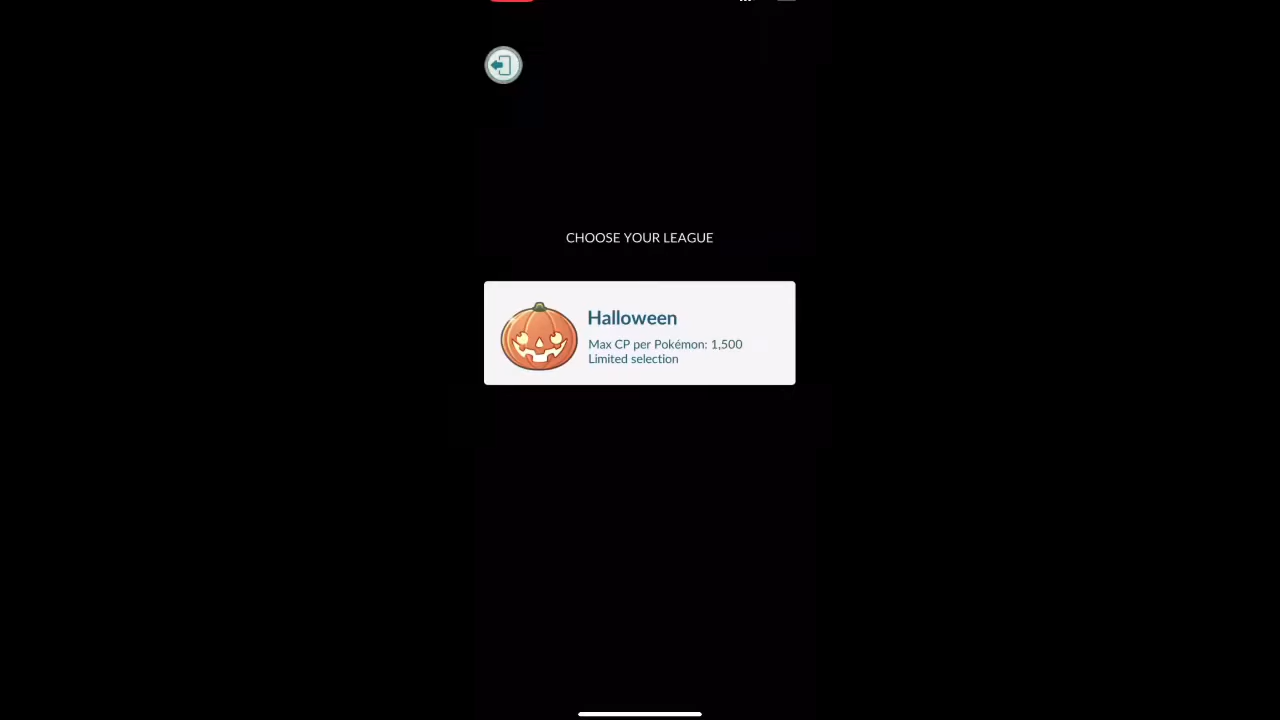 CHOOSE YOUR LEAGUE
Halloween
Max CP per Pokémon: 1,500
Limited selection